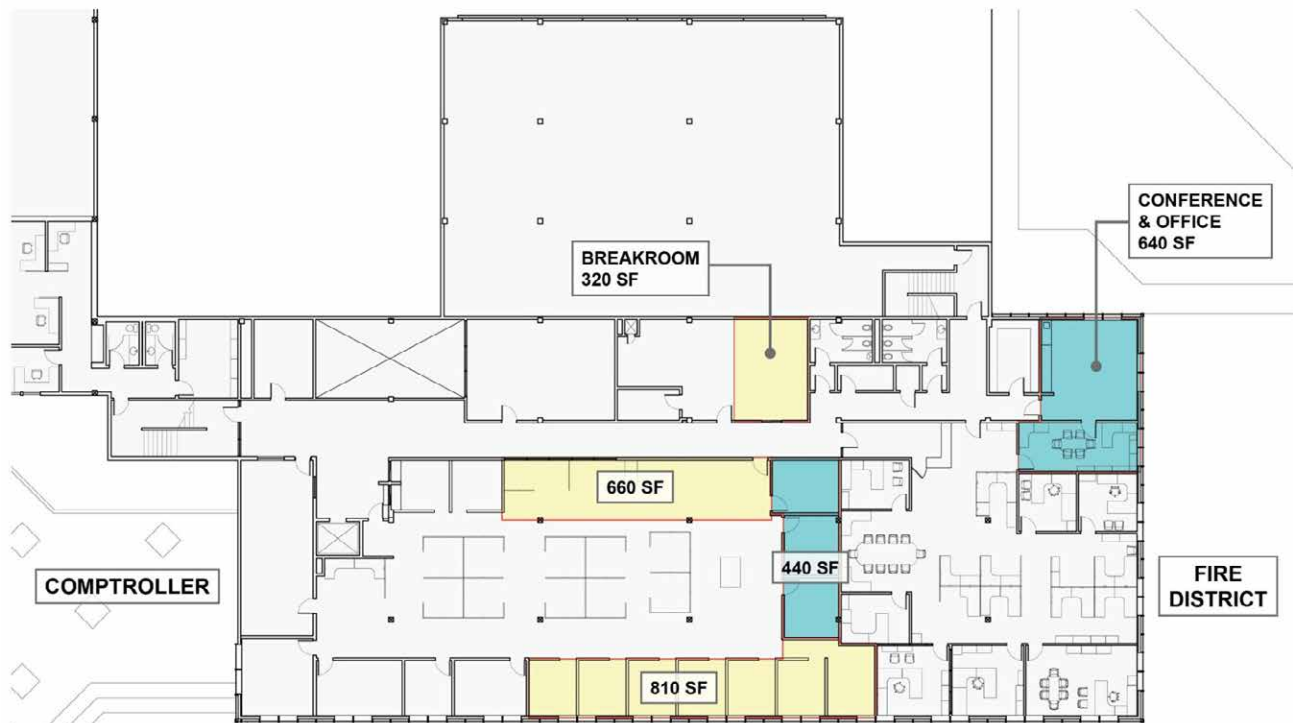 CONFERENCE
& OFFICE
640 SF
BREAKROOM
320 SF
660 SF
440 SF
COMPTROLLER
FIRE
DISTRICT
810 SF